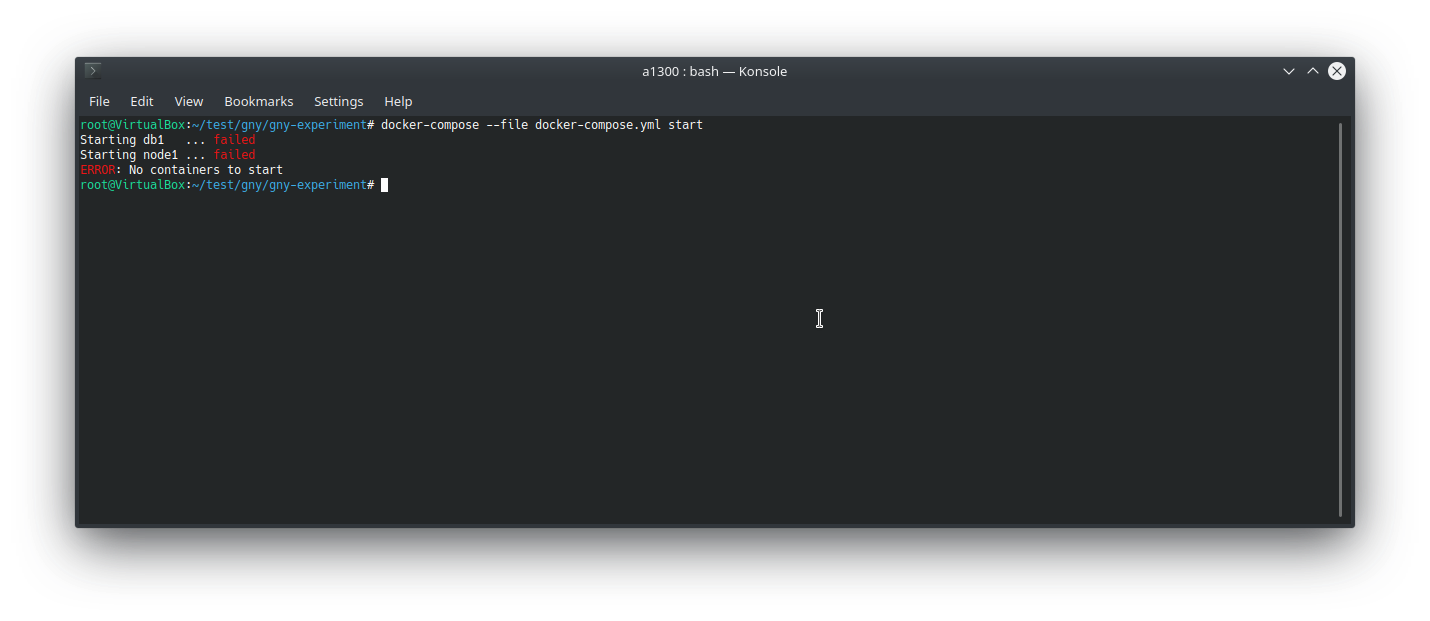 a1300 : bash — Konsole
File Edit View Bookmarks Settings Help
root@VirtualBox:~/test/gny/gny-experiment# docker-compose --file docker-compose.yml start
Starting db1   ... failed
Starting node1 ... failed
ERROR: No containers to start
root@VirtualBox:~/test/gny/gny-experiment#